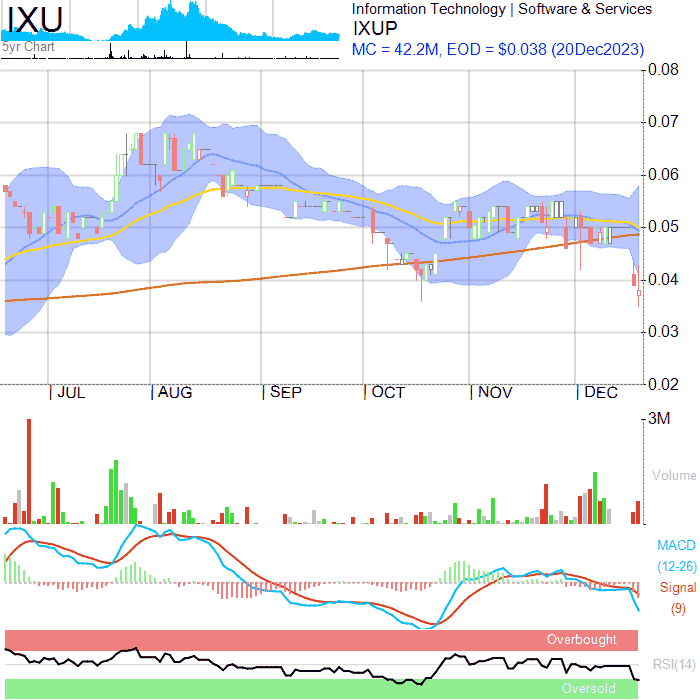 IXU
5yr Chart
Information Technology | Software & Services
IXUP
MC = 42.2M, EOD = $0.038 (20Dec2023)
0.08
0.07
0.06
0.05
0.04
0.03
0.02
JUL AUG SEP OCT NOV DEC
3M
Volume
MACD
(12-26)
Signal
(9)
Overbought
RSI(14)
Oversold